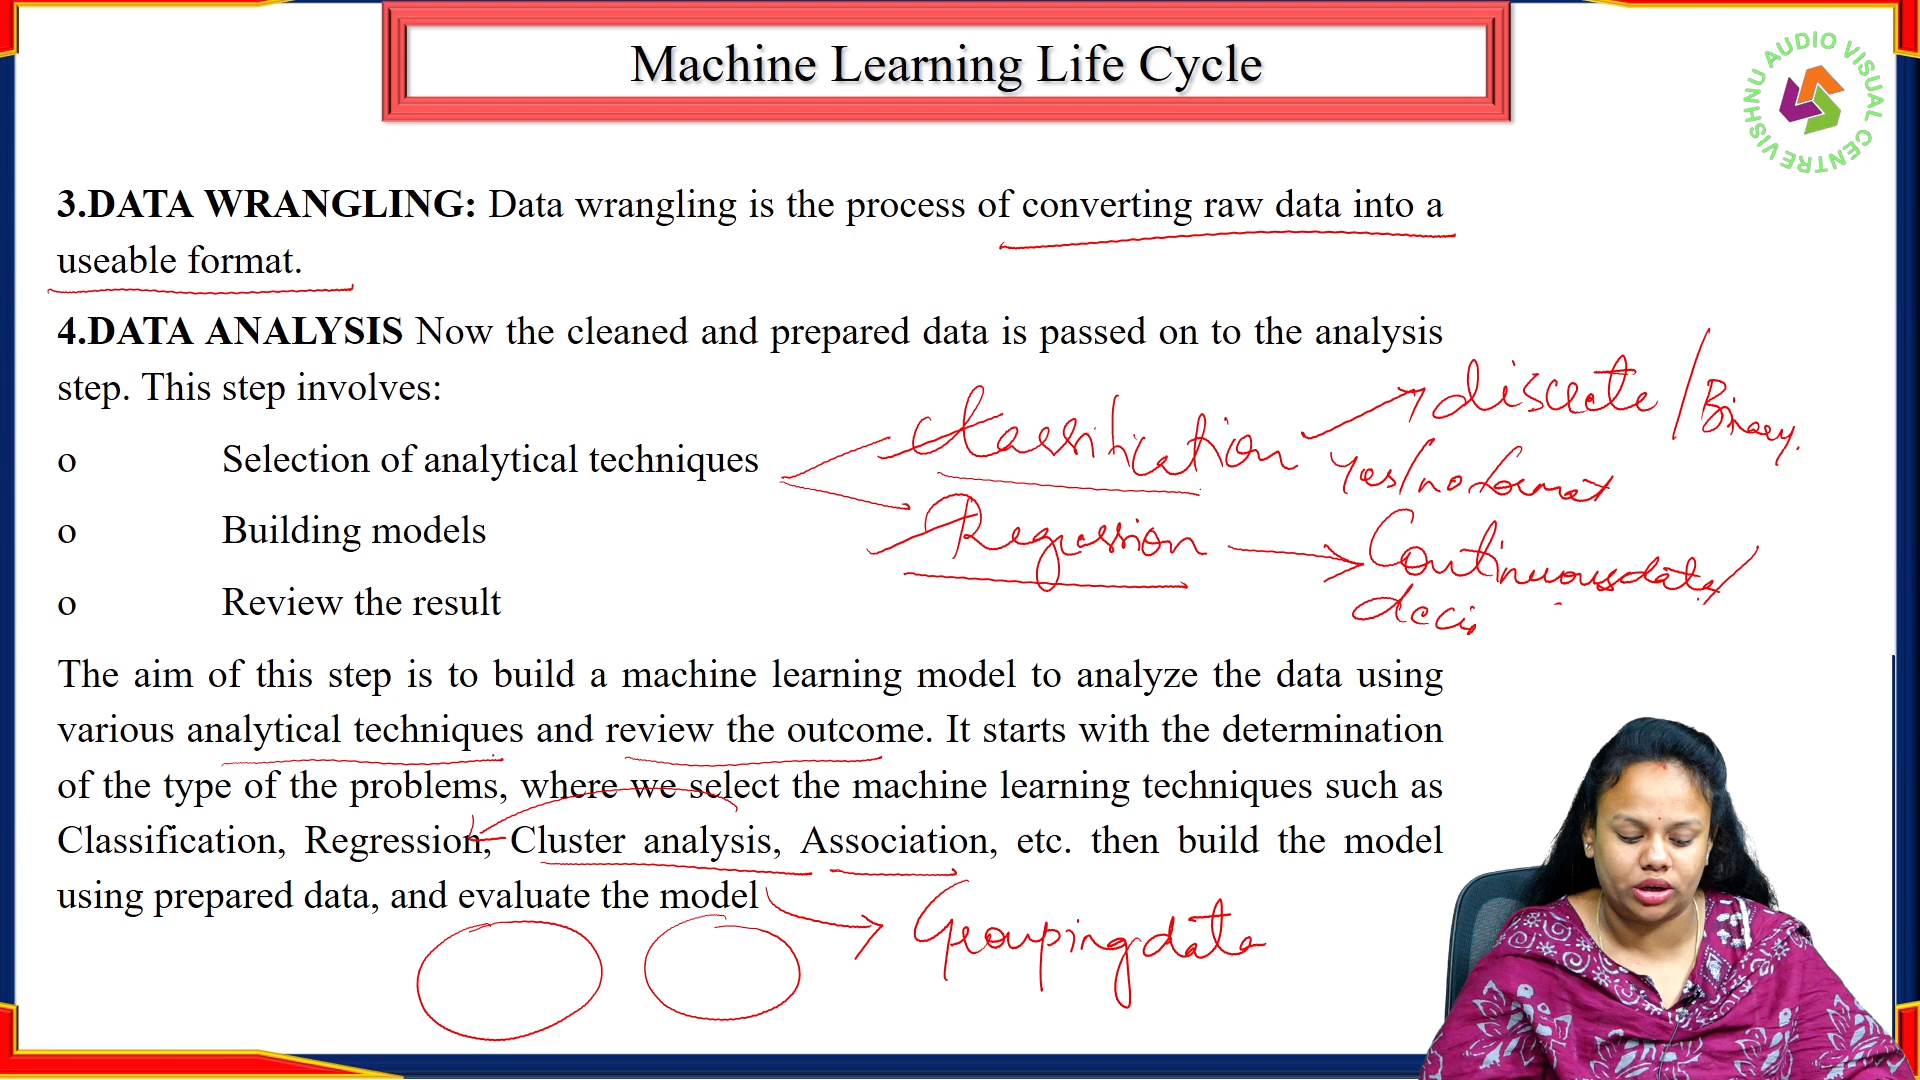 Machine Learning Life Cycle
VISHNU AUDIO VISUAL CENTRE
3.DATA WRANGLING: Data wrangling is the process of converting raw data into a
useable format.
4.DATA ANALYSIS Now the cleaned and prepared data is passed on to the analysis
step. This step involves:
discrete / Binary.
Classification
o Selection of analytical techniques
Yes/no format
o Building models
Regression
Continuous data/
deci
o Review the result
The aim of this step is to build a machine learning model to analyze the data using
various analytical techniques and review the outcome. It starts with the determination
of the type of the problems, where we select the machine learning techniques such as
Classification, Regression, Cluster analysis, Association, etc. then build the model
using prepared data, and evaluate the model
Grouping data